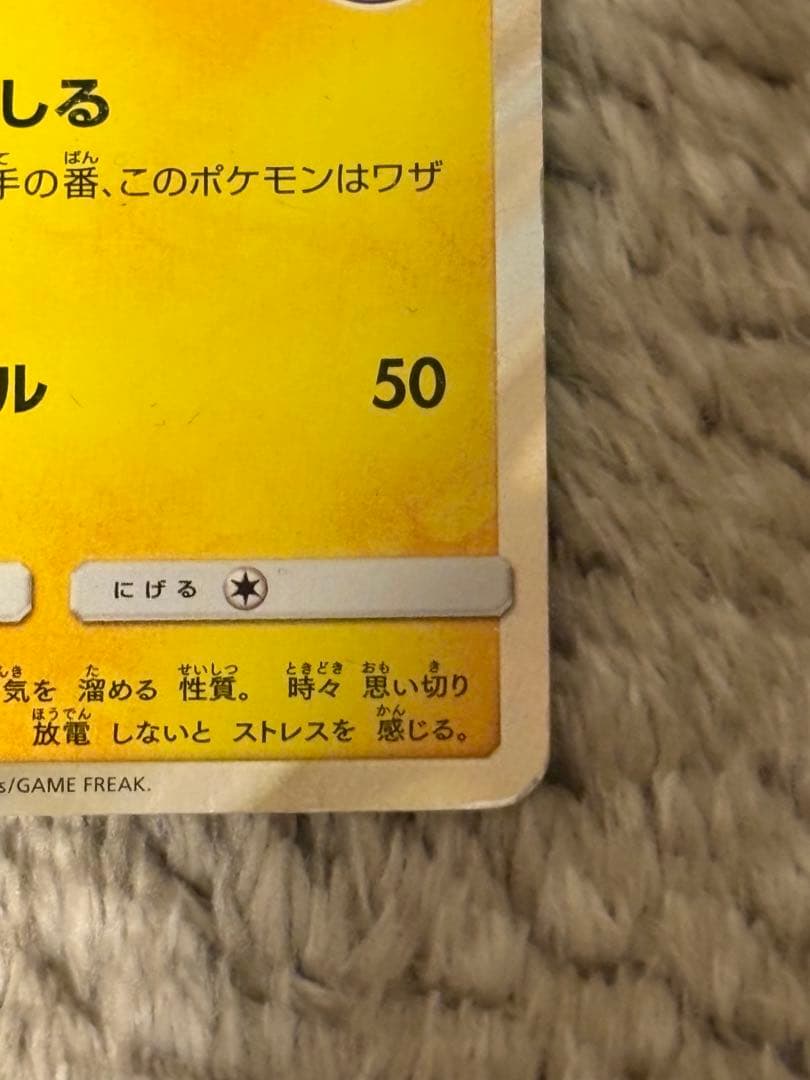 しる
手の番、このポケモンはワザ
ル 50
にげる
気を 溜める 性質。 時々 思い切り
放電 しないと ストレスを 感じる。
s/GAME FREAK.